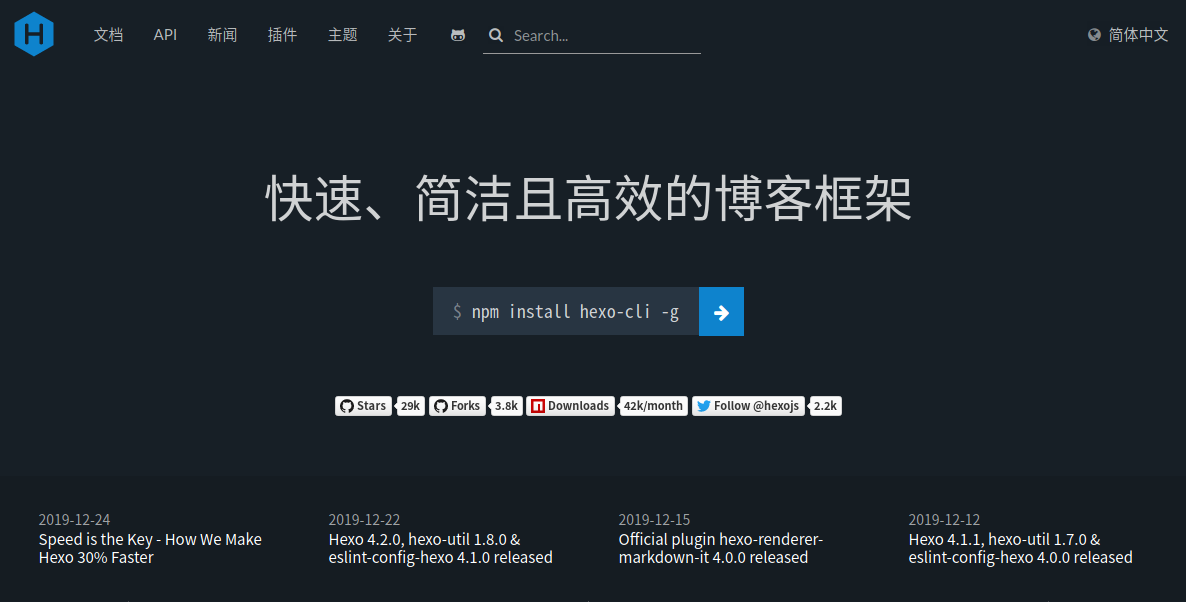 H 文档 API 新闻 插件 主题 关于 Search... 简体中文
快速、简洁且高效的博客框架
$ npm install hexo-cli -g
Stars 29k Forks 3.8k Downloads 42k/month Follow @hexojs 2.2k
2019-12-24
Speed is the Key - How We Make
Hexo 30% Faster
2019-12-22
Hexo 4.2.0, hexo-util 1.8.0 &
eslint-config-hexo 4.1.0 released
2019-12-15
Official plugin hexo-renderer-
markdown-it 4.0.0 released
2019-12-12
Hexo 4.1.1, hexo-util 1.7.0 &
eslint-config-hexo 4.0.0 released